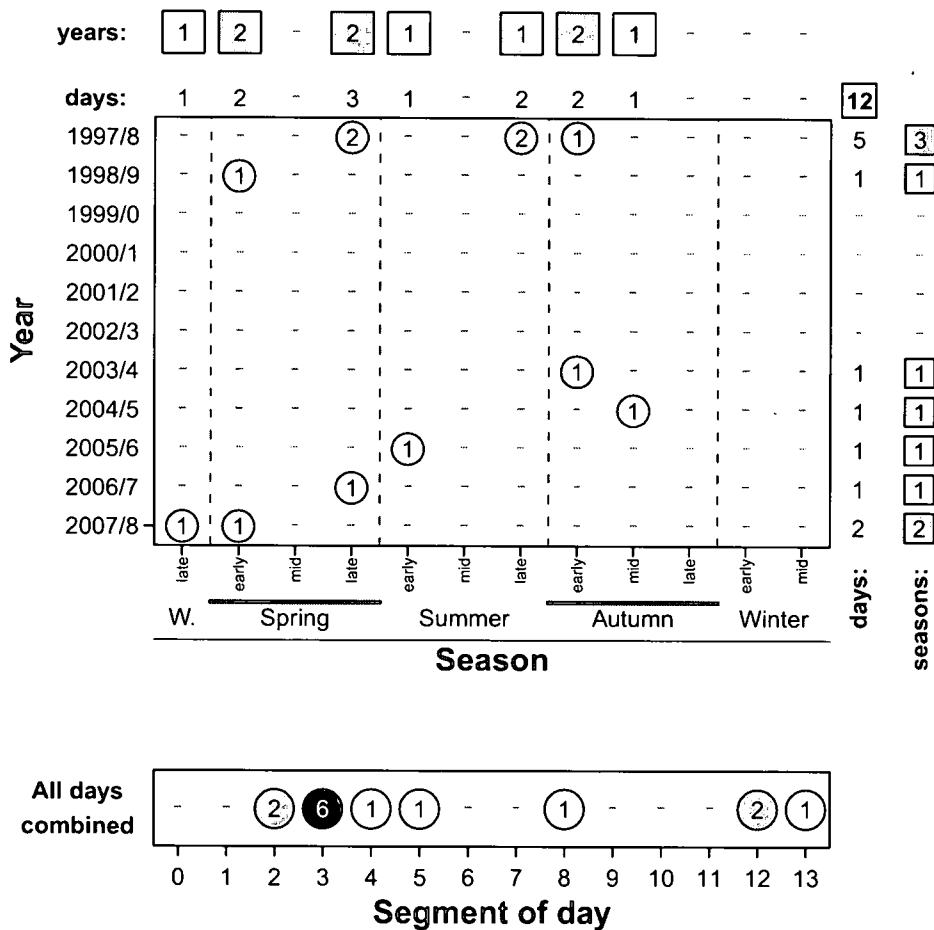 years: 1 2 - 2 1 - 1 2 1 - - -
days: 1 2 - 3 1 - 2 2 1 - - - 12
1997/8 - - - 2 - - 2 1 - - - - 5 3
1998/9 - 1 - - - - - - - - - - 1 1
1999/0 - - - - - - - - - - - - - -
2000/1 - - - - - - - - - - - - - -
2001/2 - - - - - - - - - - - - - -
2002/3 - - - - - - - - - - - - - -
2003/4 - - - - - - - 1 - - - - 1 1
2004/5 - - - - - - - - 1 - - - 1 1
2005/6 - - - - 1 - - - - - - - 1 1
2006/7 - - - 1 - - - - - - - - 1 1
2007/8 1 1 - - - - - - - - - - 2 2
Year
late early mid late early mid late early mid late early mid
W. Spring Summer Autumn Winter
days: seasons:
Season
All days
combined
- - 2 6 1 1 - - 1 - - - 2 1
0 1 2 3 4 5 6 7 8 9 10 11 12 13
Segment of day